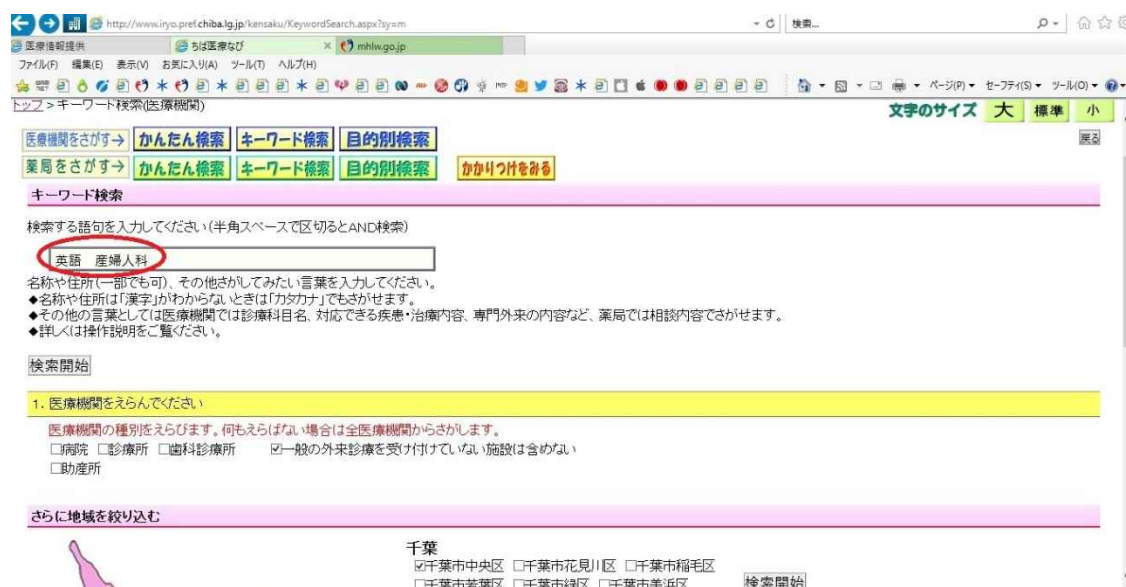 http://www.iryo.pref.chiba.lg.jp/kensaku/KeywordSearch.aspx?sy=m
検索...
医療情報提供
ちば医療なび
×
mhlw.go.jp
ファイル(F) 編集(E) 表示(V) お気に入り(A) ツール(T) ヘルプ(H)
ページ(P) セーフティ(S) ツール(O)
トップ > キーワード検索(医療機関)
文字のサイズ 大 標準 小
医療機関をさがす→ かんたん検索 キーワード検索 目的別検索
戻る
薬局をさがす→ かんたん検索 キーワード検索 目的別検索 かかりつけをみる
キーワード検索
検索する語句を入力してください(半角スペースで区切るとAND検索)
英語 産婦人科
名称や住所(一部でも可)、その他さがしてみたい言葉を入力してください。
◆名称や住所は「漢字」がわからないときは「カタカナ」でもさがせます。
◆その他の言葉としては医療機関では診療科目名、対応できる疾患・治療内容、専門外来の内容など、薬局では相談内容でさがせます。
◆詳しくは操作説明をご覧ください。
検索開始
1. 医療機関をえらんでください
医療機関の種別をえらびます。何もえらばない場合は全医療機関からさがします。
□病院 □診療所 □歯科診療所 ☑一般の外来診療を受け付けていない施設は含めない
□助産所
さらに地域を絞り込む
千葉
☑千葉市中央区 □千葉市花見川区 □千葉市稲毛区
□千葉市若葉区 □千葉市緑区 □千葉市美浜区
検索開始